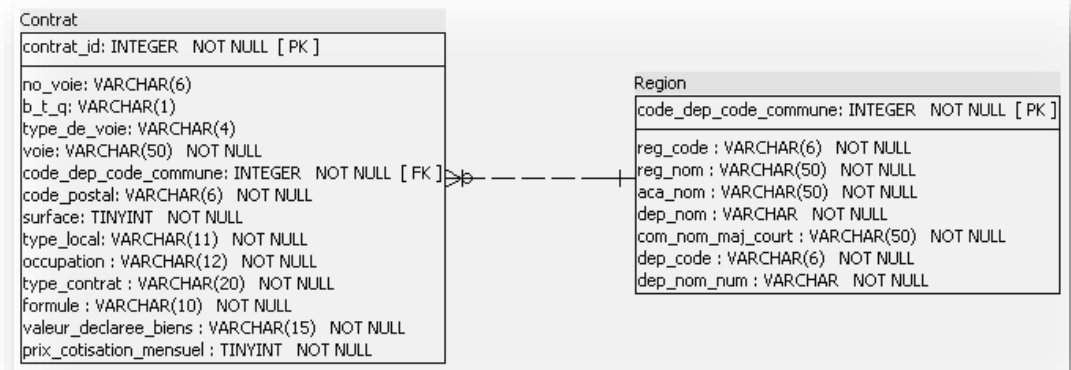 Contrat
contrat_id: INTEGER NOT NULL [ PK ]
no_voie: VARCHAR(6)
b_t_q: VARCHAR(1)
type_de_voie: VARCHAR(4)
voie: VARCHAR(50) NOT NULL
code_dep_code_commune: INTEGER NOT NULL [ FK ]
code_postal: VARCHAR(6) NOT NULL
surface: TINYINT NOT NULL
type_local: VARCHAR(11) NOT NULL
occupation : VARCHAR(12) NOT NULL
type_contrat : VARCHAR(20) NOT NULL
formule : VARCHAR(10) NOT NULL
valeur_declaree_biens : VARCHAR(15) NOT NULL
prix_cotisation_mensuel : TINYINT NOT NULL
Region
code_dep_code_commune: INTEGER NOT NULL [ PK ]
reg_code : VARCHAR(6) NOT NULL
reg_nom : VARCHAR(50) NOT NULL
aca_nom : VARCHAR(50) NOT NULL
dep_nom : VARCHAR NOT NULL
com_nom_maj_court : VARCHAR(50) NOT NULL
dep_code : VARCHAR(6) NOT NULL
dep_nom_num : VARCHAR NOT NULL